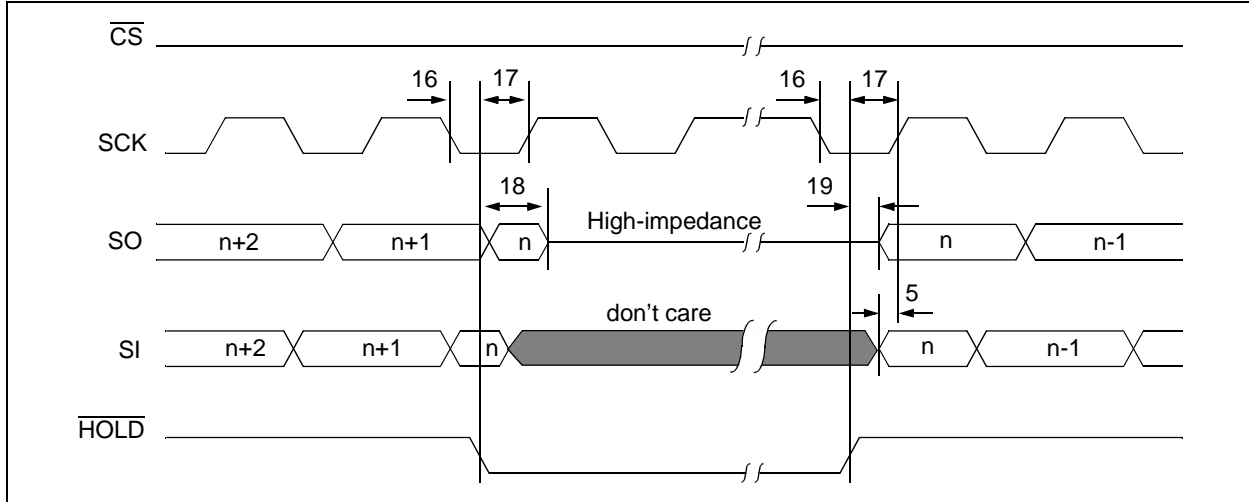 CS
16 17 16 17
SCK
18 19
High-impedance
SO n+2 n+1 n n n-1
5
don't care
SI n+2 n+1 n n n-1
HOLD